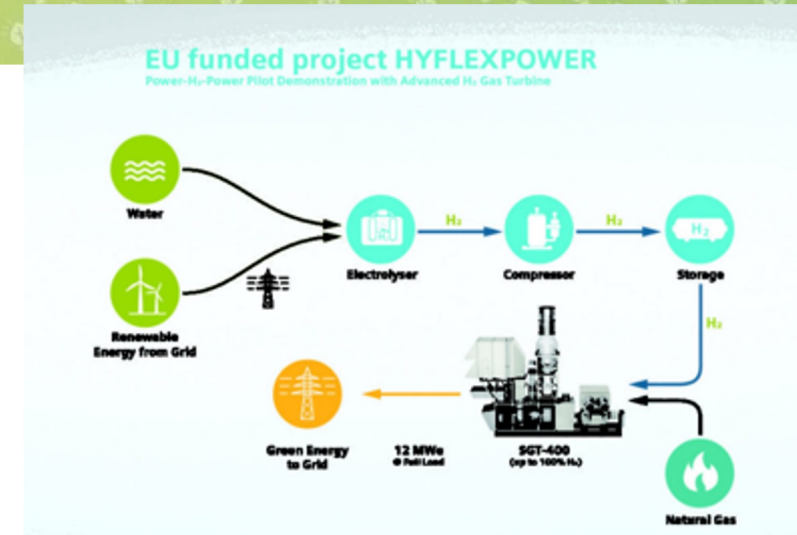 EU funded project HYFLEXPOWER
Power-H₂-Power Pilot Demonstration with Advanced H₂ Gas Turbine
Water
H₂
H₂
H₂
Electrolyser
Compressor
Storage
Renewable
Energy from Grid
H₂
Green Energy
to Grid
12 MWe
@ Full Load
SGT-400
(up to 100% H₂)
Natural Gas